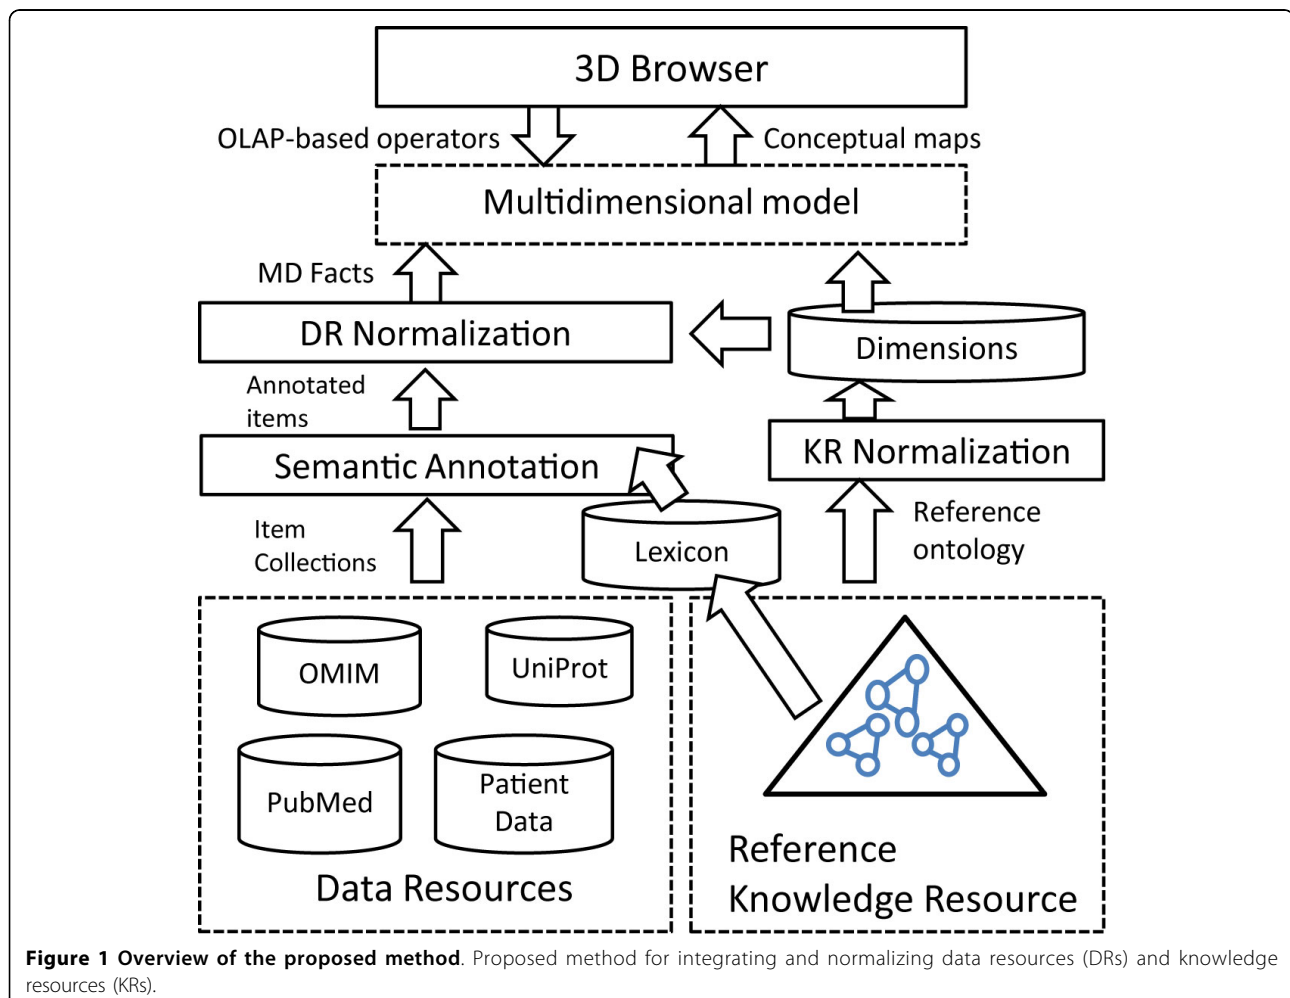 3D Browser
OLAP-based operators
Conceptual maps
Multidimensional model
MD Facts
DR Normalization
Dimensions
Annotated
items
Semantic Annotation
KR Normalization
Item
Collections
Lexicon
Reference
ontology
OMIM
UniProt
PubMed
Patient
Data
Data Resources
Reference
Knowledge Resource
Figure 1 Overview of the proposed method. Proposed method for integrating and normalizing data resources (DRs) and knowledge
resources (KRs).